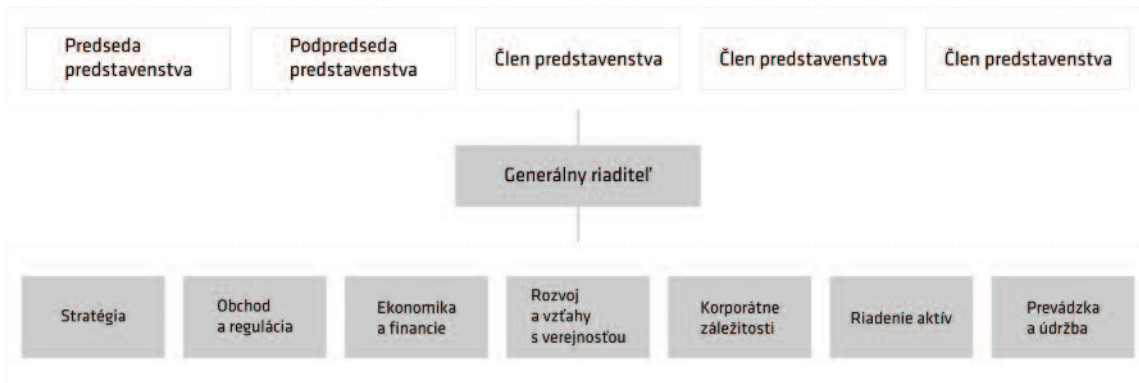 Predseda
predstavenstva
Podpredseda
predstavenstva
Člen predstavenstva
Člen predstavenstva
Člen predstavenstva
Generálny riaditeľ
Stratégia
Obchod
a regulácia
Ekonomika
a financie
Rozvoj
a vzťahy
s verejnosťou
Korporátne
záležitosti
Riadenie aktív
Prevádzka
a údržba